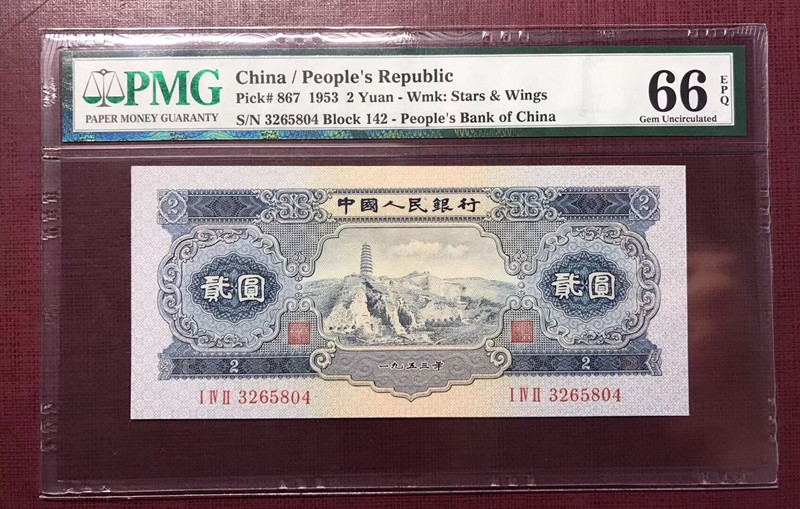 PMG
PAPER MONEY GUARANTY
China / People's Republic
Pick# 867 1953 2 Yuan - Wmk: Stars & Wings
S/N 3265804 Block 142 - People's Bank of China
66 EPQ
Gem Uncirculated
2 中國人民銀行 2
貳圓 貳圓
2 2
一九五三年
I IV II 3265804 I IV II 3265804